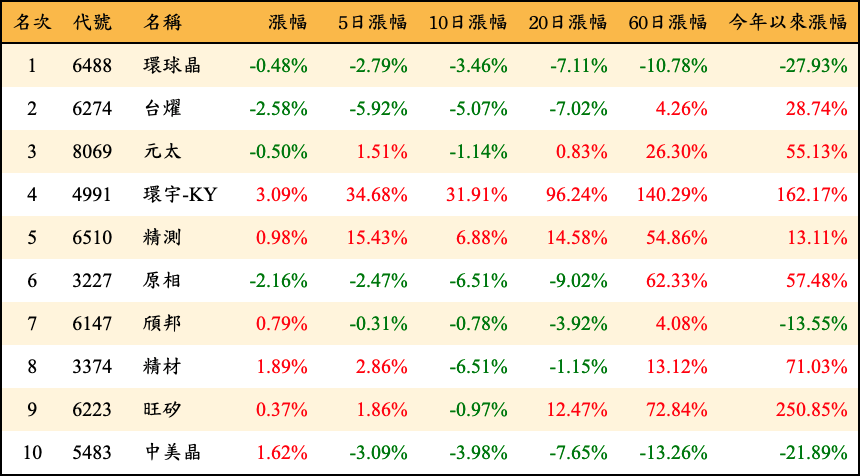 名次 代號 名稱 漲幅 5日漲幅 10日漲幅 20日漲幅 60日漲幅 今年以來漲幅
1 6488 環球晶 -0.48% -2.79% -3.46% -7.11% -10.78% -27.93%
2 6274 台燿 -2.58% -5.92% -5.07% -7.02% 4.26% 28.74%
3 8069 元太 -0.50% 1.51% -1.14% 0.83% 26.30% 55.13%
4 4991 環宇-KY 3.09% 34.68% 31.91% 96.24% 140.29% 162.17%
5 6510 精測 0.98% 15.43% 6.88% 14.58% 54.86% 13.11%
6 3227 原相 -2.16% -2.47% -6.51% -9.02% 62.33% 57.48%
7 6147 頎邦 0.79% -0.31% -0.78% -3.92% 4.08% -13.55%
8 3374 精材 1.89% 2.86% -6.51% -1.15% 13.12% 71.03%
9 6223 旺矽 0.37% 1.86% -0.97% 12.47% 72.84% 250.85%
10 5483 中美晶 1.62% -3.09% -3.98% -7.65% -13.26% -21.89%